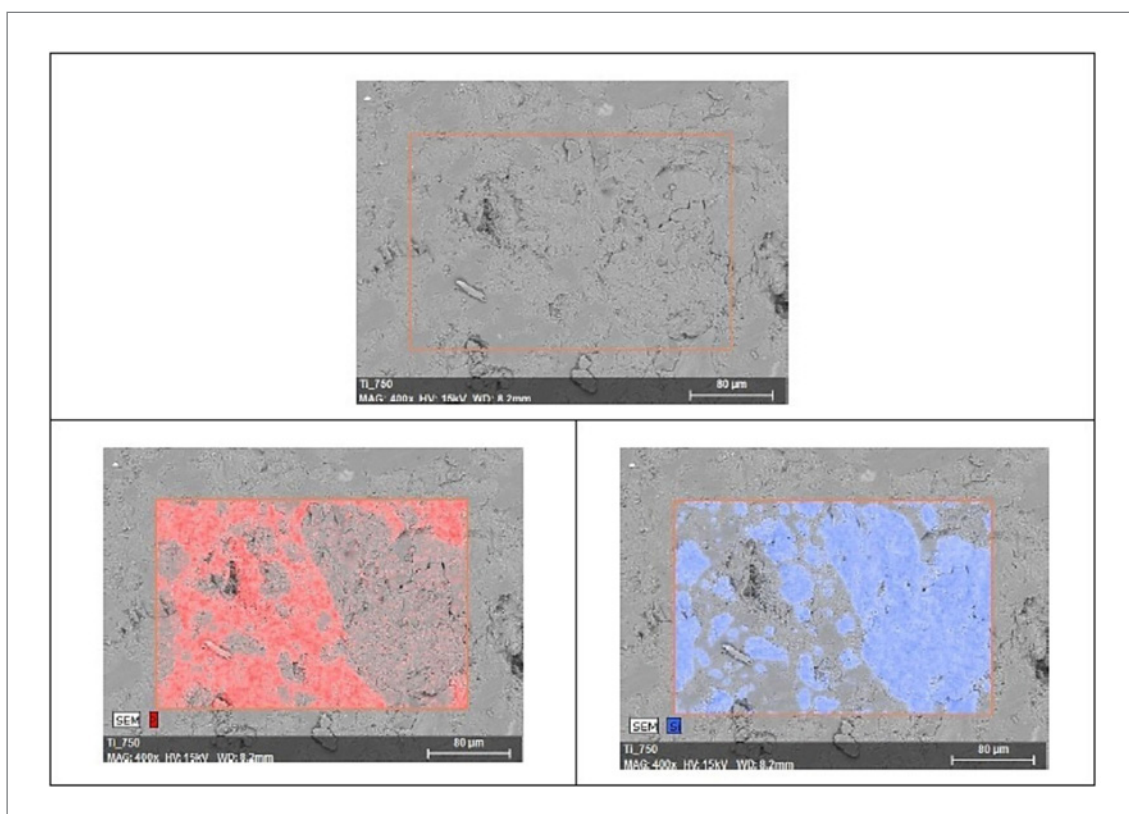 Ti_750
80 µm
MAG: 400x HV: 15kV WD: 8.2mm
SEM
Ti_750
80 µm
MAG: 400x HV: 15kV WD: 8.2mm
SEM Si
Ti_750
80 µm
MAG: 400x HV: 15kV WD: 8.2mm